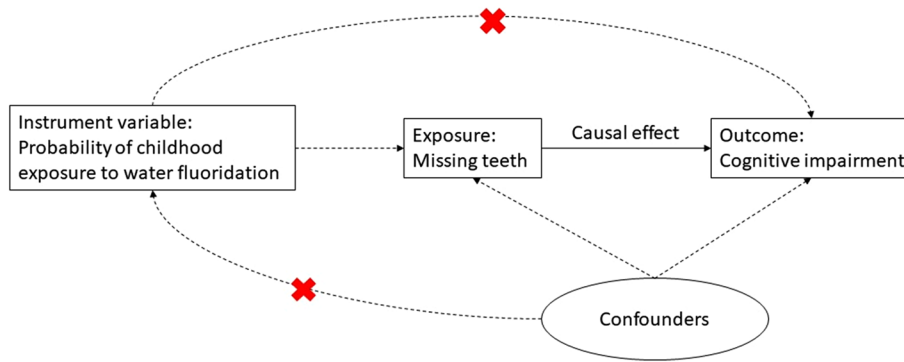 Instrument variable:
Probability of childhood
exposure to water fluoridation
Exposure:
Missing teeth
Causal effect
Outcome:
Cognitive impairment
Confounders